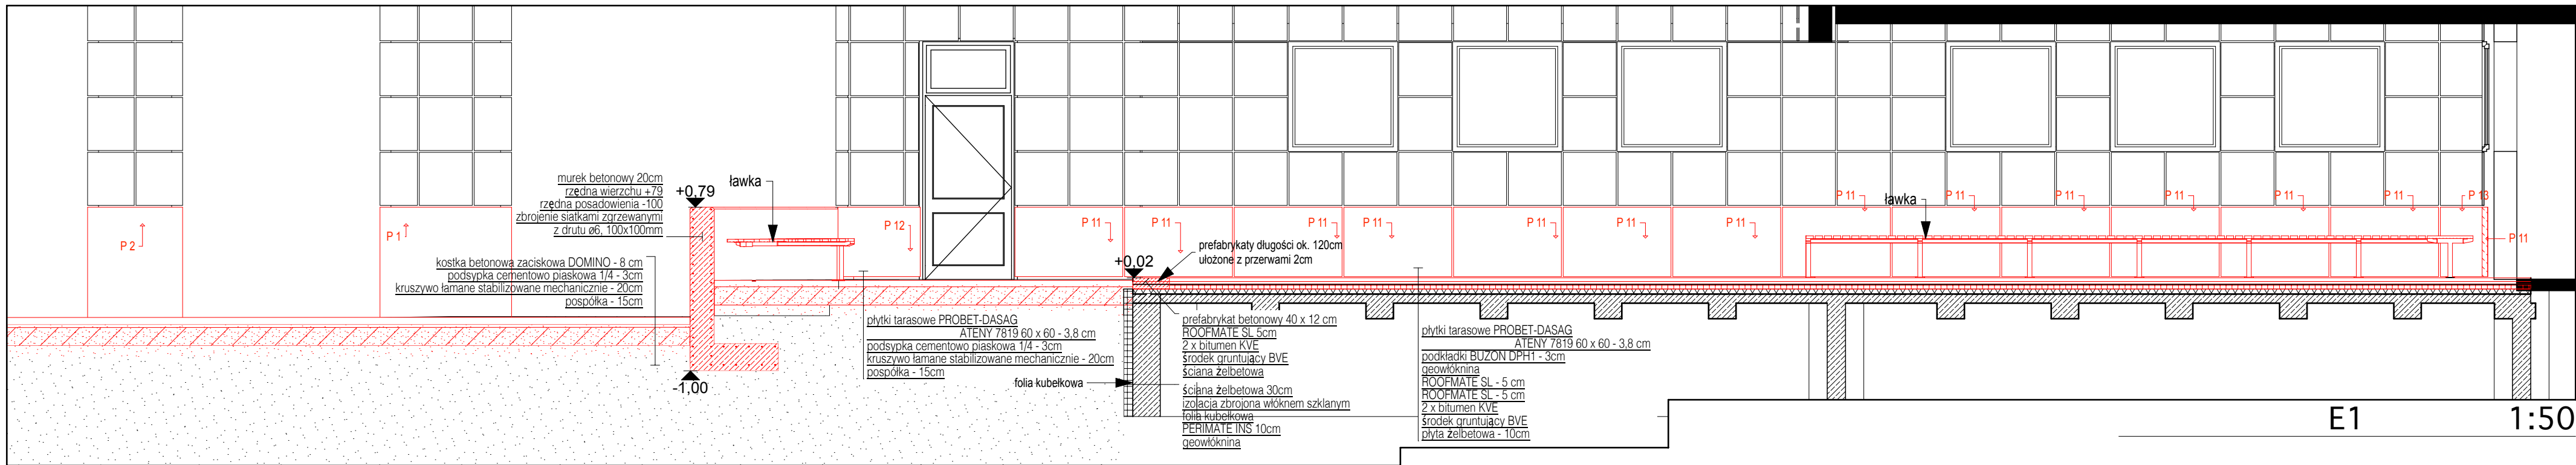 murek betonowy 20cm
rzędna wierzchu +79
rzędna posadowienia -100
zbrojenie siatkami zgrzewanymi
z drutu ø6, 100x100mm
+0,79
ławka
P 2
P 1
P 12
P 11
P 11
P 11
P 11
P 11
P 11
P 11
P 11
P 11
P 11
P 11
P 11
P 11
P 13
P 11
ławka
kostka betonowa zaciskowa DOMINO - 8 cm
podsypka cementowo piaskowa 1/4 - 3cm
kruszywo łamane stabilizowane mechanicznie - 20cm
pospółka - 15cm
-1,00
+0,02
prefabrykaty długości ok. 120cm
ułożone z przerwami 2cm
płytki tarasowe PROBET-DASAG
ATENY 7819 60 x 60 - 3,8 cm
podsypka cementowo piaskowa 1/4 - 3cm
kruszywo łamane stabilizowane mechanicznie - 20cm
pospółka - 15cm
folia kubełkowa
prefabrykat betonowy 40 x 12 cm
ROOFMATE SL 5cm
2 x bitumen KVE
środek gruntujący BVE
ściana żelbetowa
ściana żelbetowa 30cm
izolacja zbrojona włóknem szklanym
folia kubełkowa
PERIMATE INS 10cm
geowłóknina
płytki tarasowe PROBET-DASAG
ATENY 7819 60 x 60 - 3,8 cm
podkładki BUZON DPH1 - 3cm
geowłóknina
ROOFMATE SL - 5 cm
ROOFMATE SL - 5 cm
2 x bitumen KVE
środek gruntujący BVE
płyta żelbetowa - 10cm
E1 1:50